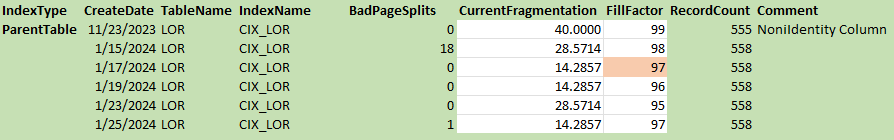 IndexType CreateDate TableName IndexName BadPageSplits CurrentFragmentation FillFactor RecordCount Comment
ParentTable 11/23/2023 LOR CIX_LOR 0 40.0000 99 555 NoniIdentity Column
1/15/2024 LOR CIX_LOR 18 28.5714 98 558
1/17/2024 LOR CIX_LOR 0 14.2857 97 558
1/19/2024 LOR CIX_LOR 0 14.2857 96 558
1/23/2024 LOR CIX_LOR 0 28.5714 95 558
1/25/2024 LOR CIX_LOR 1 14.2857 97 558